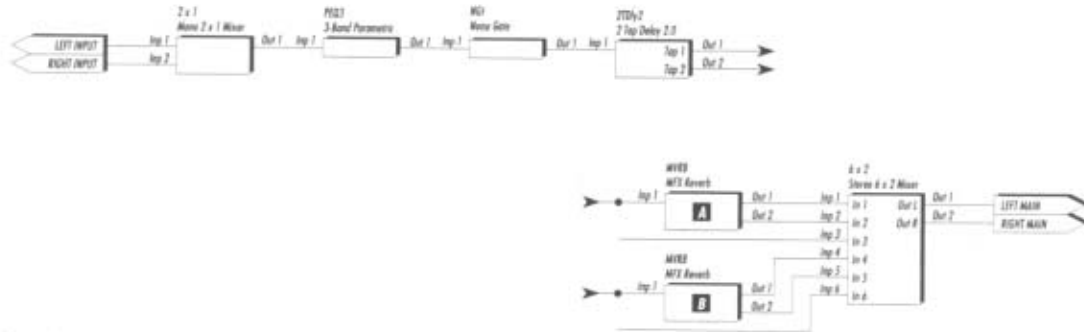 2 x 1
Mono 2 x 1 Mixer
LEFT INPUT
RIGHT INPUT
Inp 1
Inp 2
Out 1
PEQ3
3-Band Parametric
Inp 1
Out 1
NGt
Noise Gate
Inp 1
Out 1
2TDly2
2 Tap Delay 2.0
Inp 1
Tap 1
Tap 2
Out 1
Out 2
MVRB
MFX Reverb
Inp 1
A
Out 1
Out 2
MVRB
MFX Reverb
Inp 1
B
Out 1
Out 2
6 x 2
Stereo 6 x 2 Mixer
Inp 1
Inp 2
Inp 3
Inp 4
Inp 5
Inp 6
In 1
In 2
In 3
In 4
In 5
In 6
Out L
Out R
Out 1
Out 2
LEFT MAIN
RIGHT MAIN